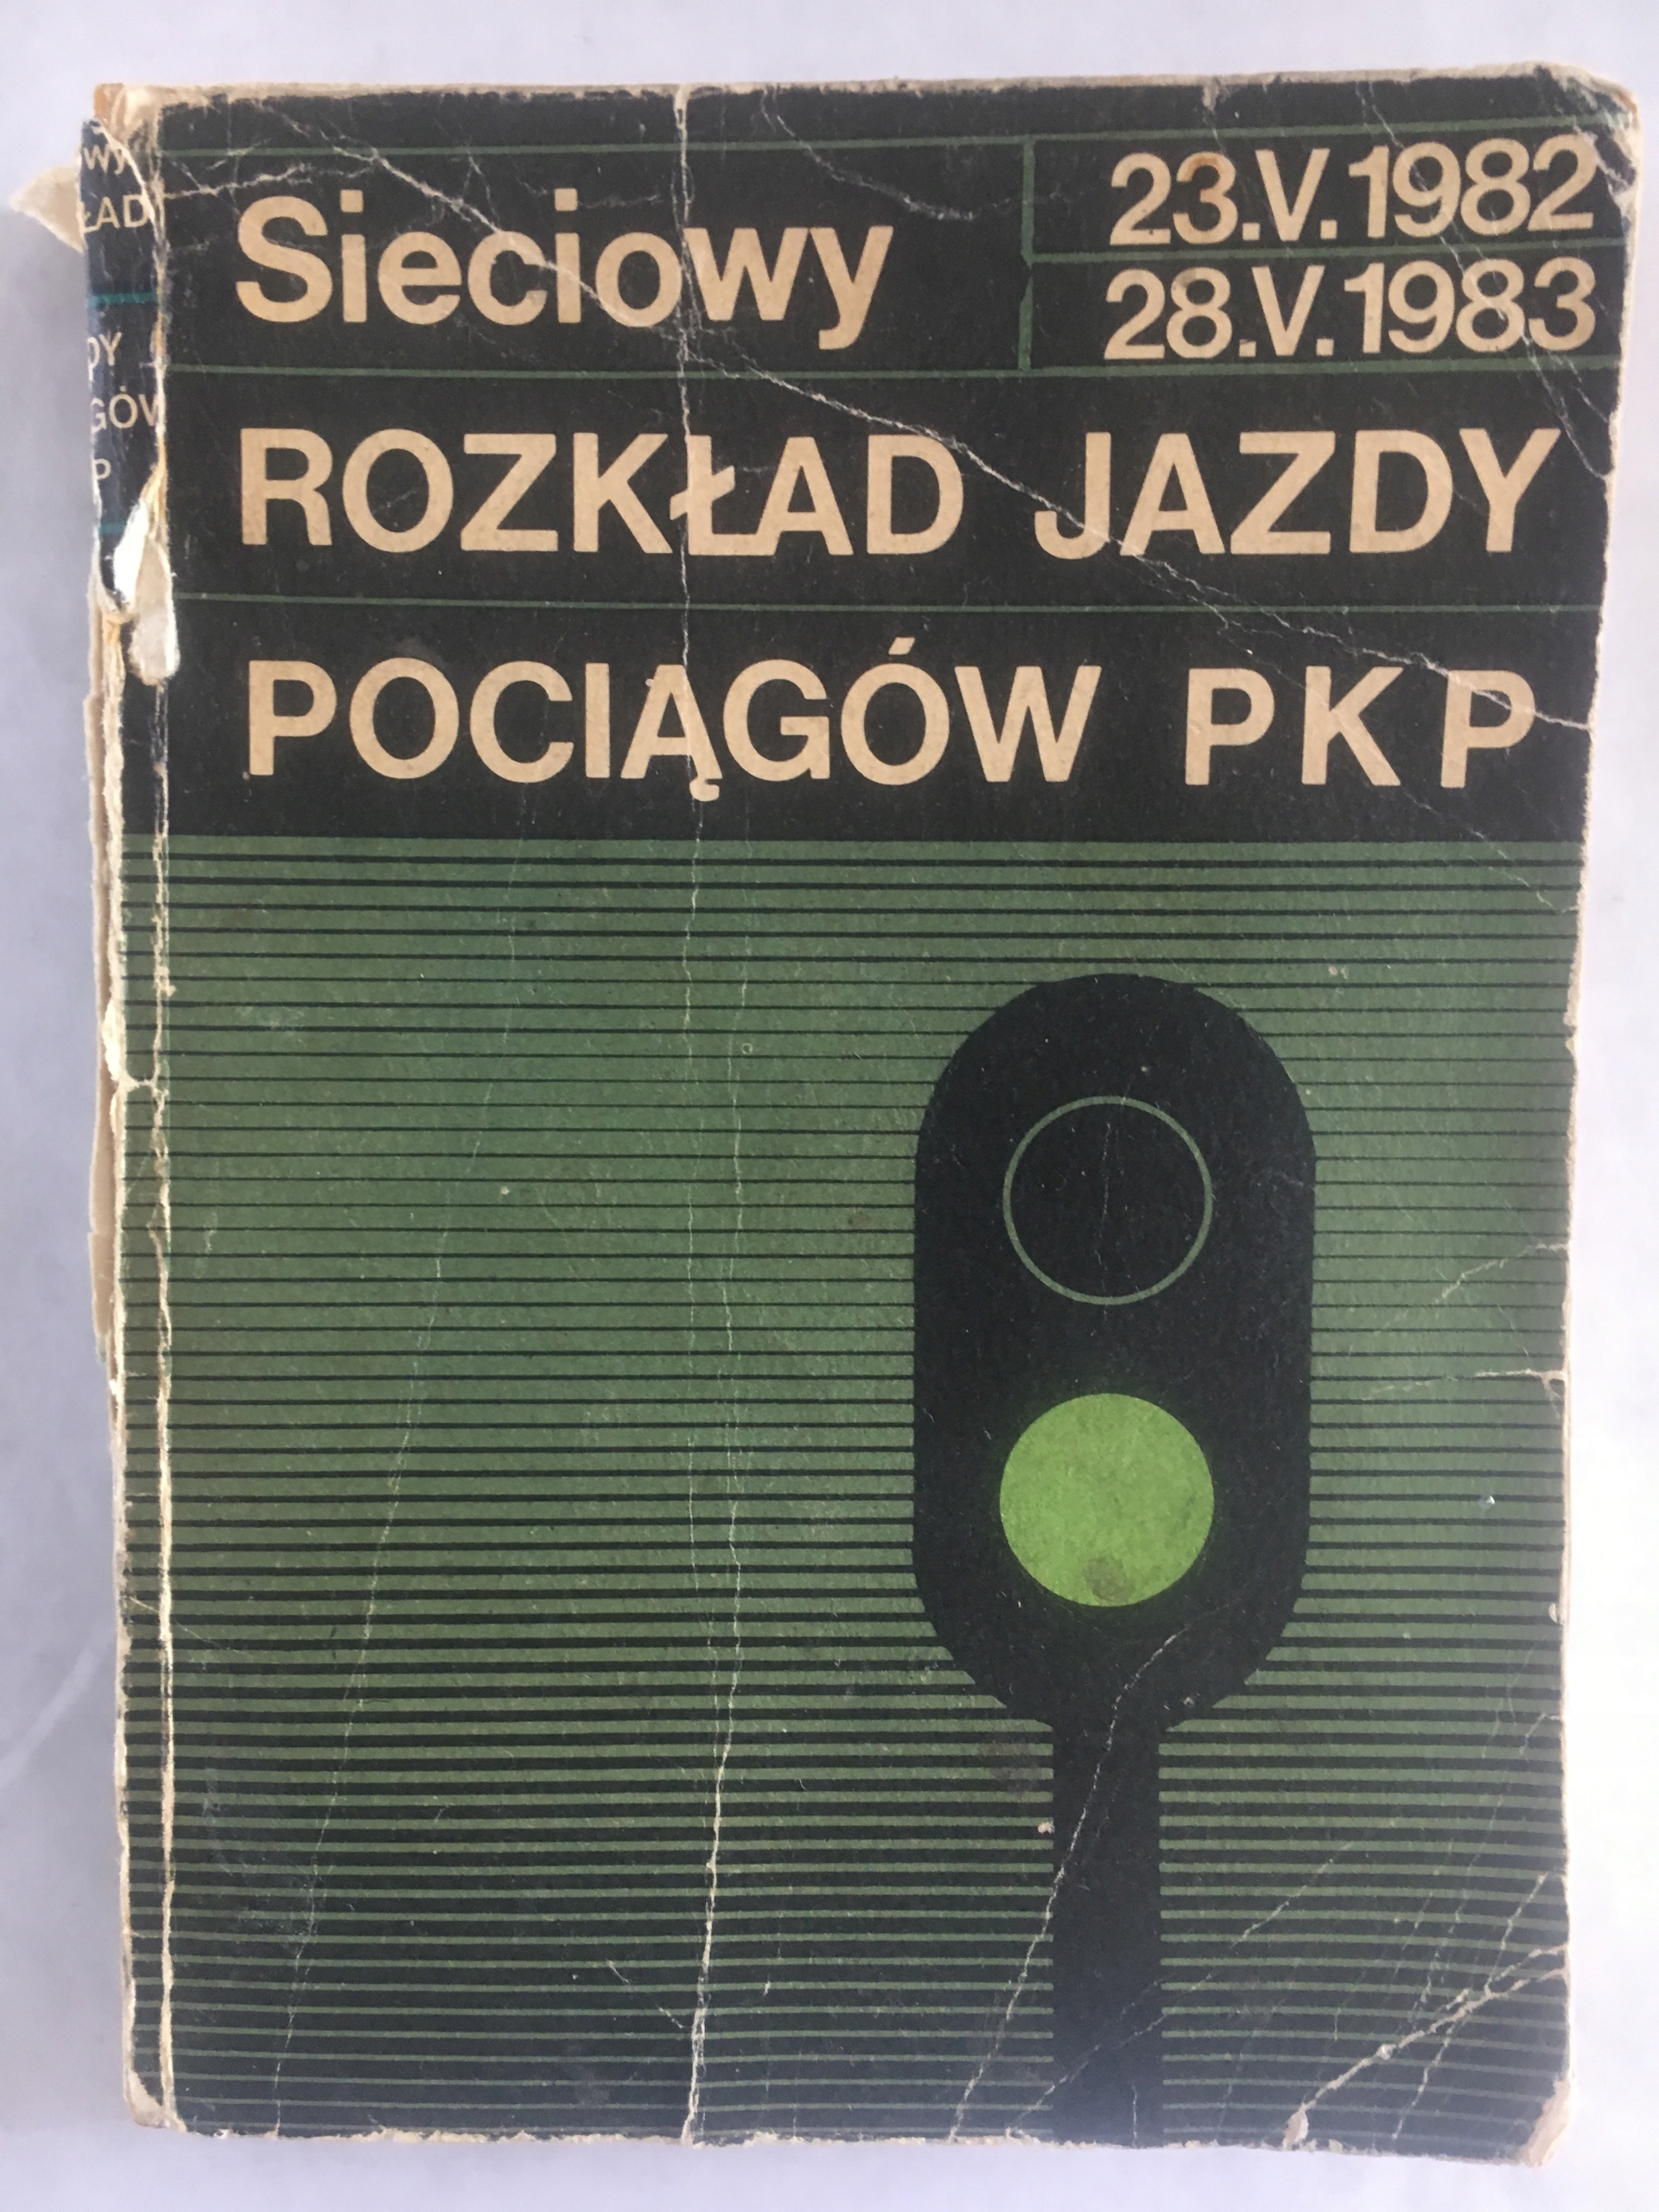 Sieciowy
23.V.1982
28.V.1983
ROZKŁAD JAZDY
POCIĄGÓW PKP